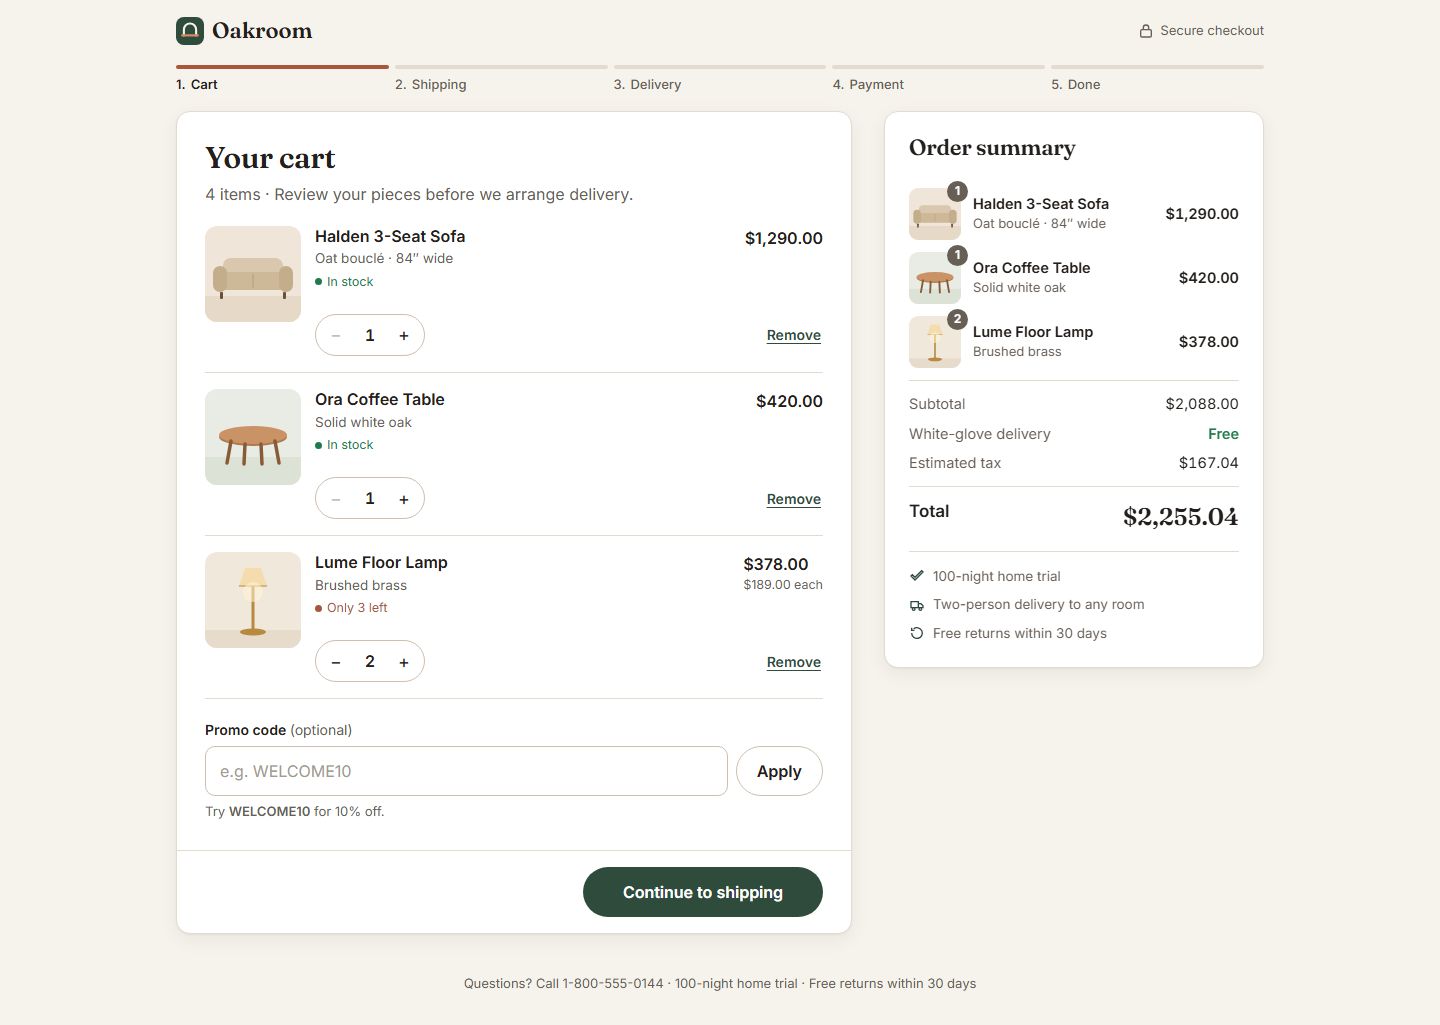 Oakroom
Secure checkout
1. Cart
2. Shipping
3. Delivery
4. Payment
5. Done
Your cart
4 items · Review your pieces before we arrange delivery.
Halden 3-Seat Sofa
$1,290.00
Oat bouclé · 84″ wide
In stock
− 1 +
Remove
Ora Coffee Table
$420.00
Solid white oak
In stock
− 1 +
Remove
Lume Floor Lamp
$378.00
Brushed brass
$189.00 each
Only 3 left
− 2 +
Remove
Promo code (optional)
e.g. WELCOME10
Apply
Try WELCOME10 for 10% off.
Continue to shipping
Order summary
1
Halden 3-Seat Sofa
Oat bouclé · 84″ wide
$1,290.00
1
Ora Coffee Table
Solid white oak
$420.00
2
Lume Floor Lamp
Brushed brass
$378.00
Subtotal
$2,088.00
White-glove delivery
Free
Estimated tax
$167.04
Total
$2,255.04
100-night home trial
Two-person delivery to any room
Free returns within 30 days
Questions? Call 1-800-555-0144 · 100-night home trial · Free returns within 30 days